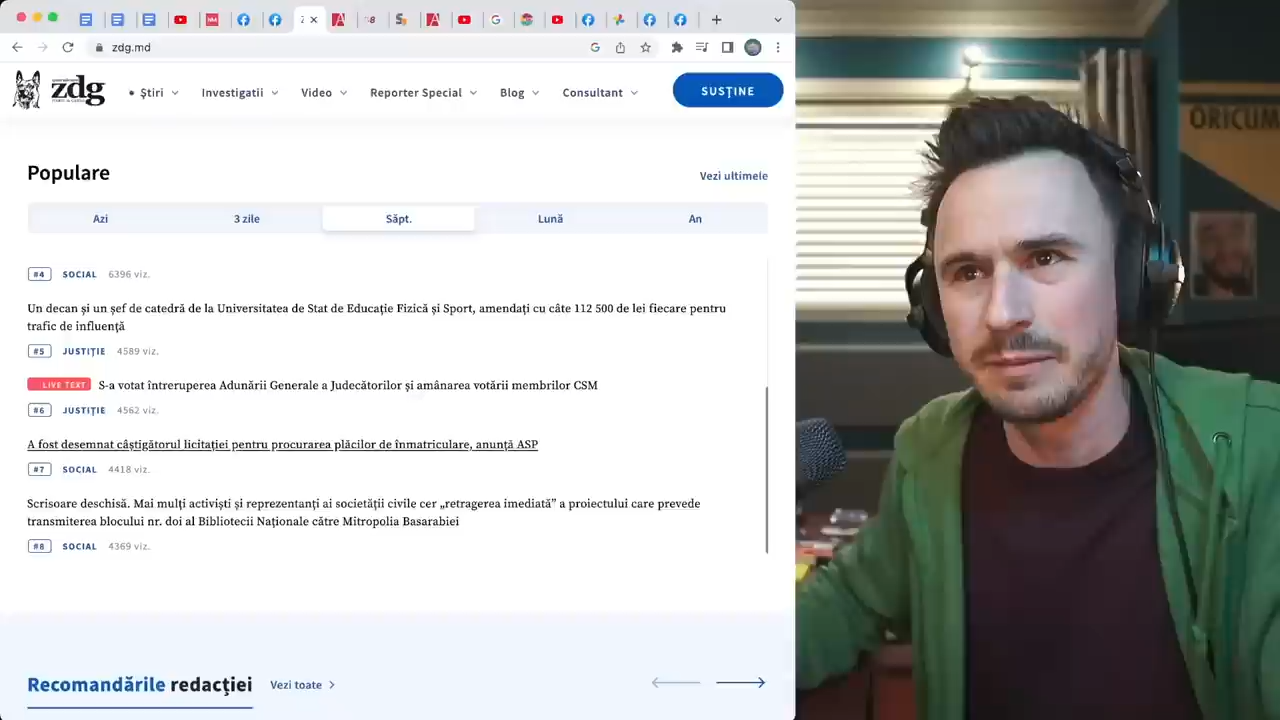 zdg.md
zdg
Știri
Investigatii
Video
Reporter Special
Blog
Consultant
SUSȚINE
Populare
Vezi ultimele
Azi
3 zile
Săpt.
Lună
An
#4 SOCIAL 6396 viz.
Un decan și un șef de catedră de la Universitatea de Stat de Educație Fizică și Sport, amendați cu câte 112 500 de lei fiecare pentru
trafic de influență
#5 JUSTIȚIE 4589 viz.
LIVE TEXT S-a votat întreruperea Adunării Generale a Judecătorilor și amânarea votării membrilor CSM
#6 JUSTIȚIE 4562 viz.
A fost desemnat câștigătorul licitației pentru procurarea plăcilor de înmatriculare, anunță ASP
#7 SOCIAL 4418 viz.
Scrisoare deschisă. Mai mulți activiști și reprezentanți ai societății civile cer „retragerea imediată” a proiectului care prevede
transmiterea blocului nr. doi al Bibliotecii Naționale către Mitropolia Basarabiei
#8 SOCIAL 4369 viz.
Recomandările redacției
Vezi toate
ORICUM